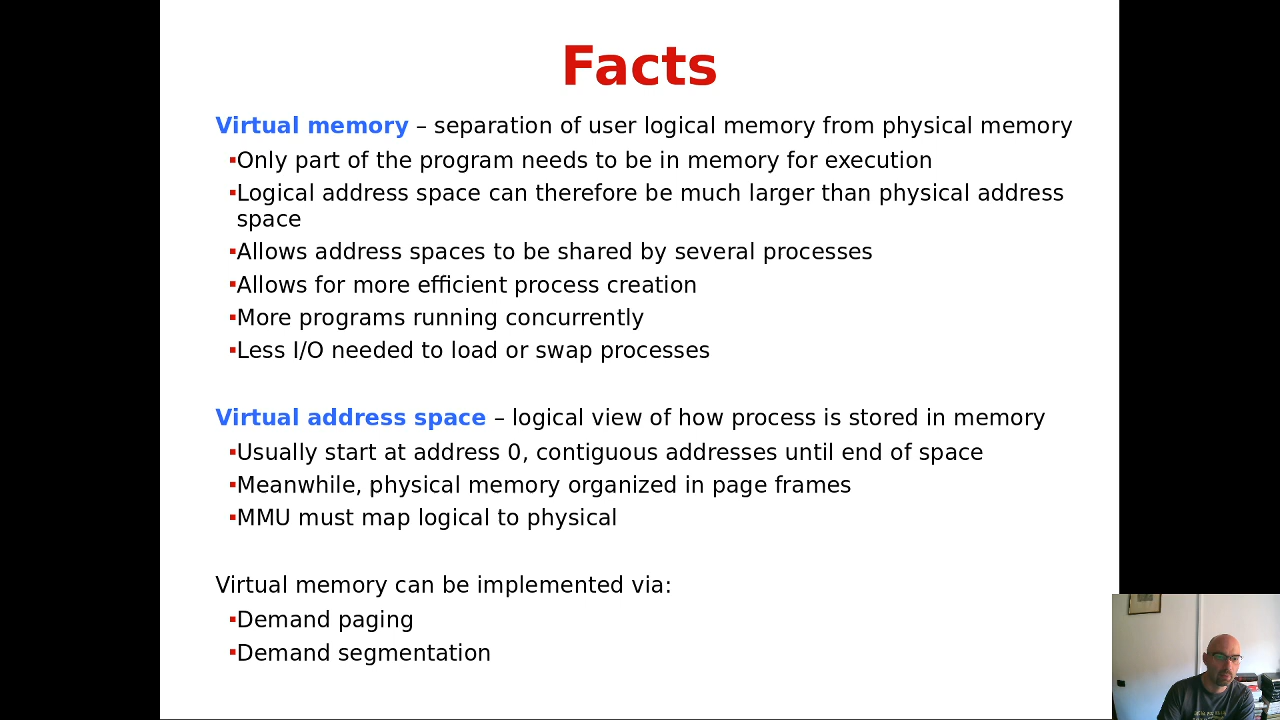 Facts
Virtual memory – separation of user logical memory from physical memory
▪Only part of the program needs to be in memory for execution
▪Logical address space can therefore be much larger than physical address
space
▪Allows address spaces to be shared by several processes
▪Allows for more efficient process creation
▪More programs running concurrently
▪Less I/O needed to load or swap processes
Virtual address space – logical view of how process is stored in memory
▪Usually start at address 0, contiguous addresses until end of space
▪Meanwhile, physical memory organized in page frames
▪MMU must map logical to physical
Virtual memory can be implemented via:
▪Demand paging
▪Demand segmentation